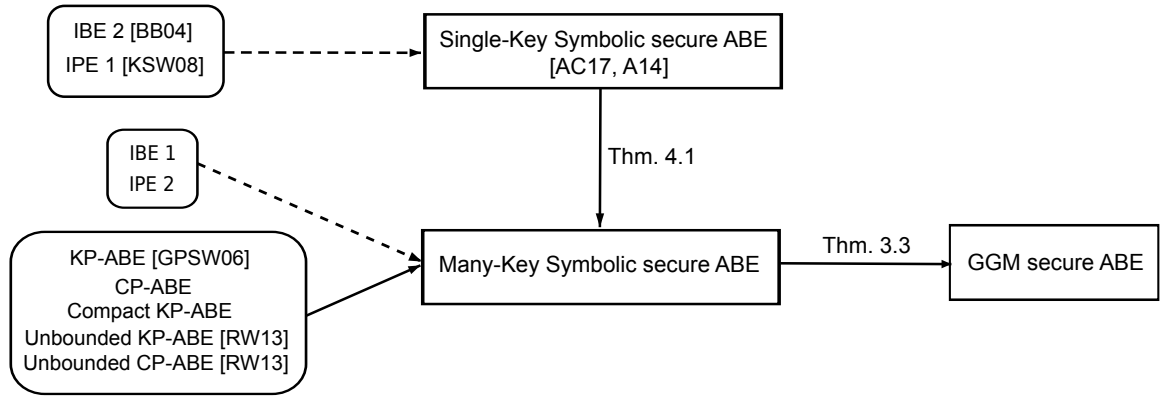 IBE 2 [BB04]
IPE 1 [KSW08]
Single-Key Symbolic secure ABE
[AC17, A14]
Thm. 4.1
IBE 1
IPE 2
KP-ABE [GPSW06]
CP-ABE
Compact KP-ABE
Unbounded KP-ABE [RW13]
Unbounded CP-ABE [RW13]
Many-Key Symbolic secure ABE
Thm. 3.3
GGM secure ABE